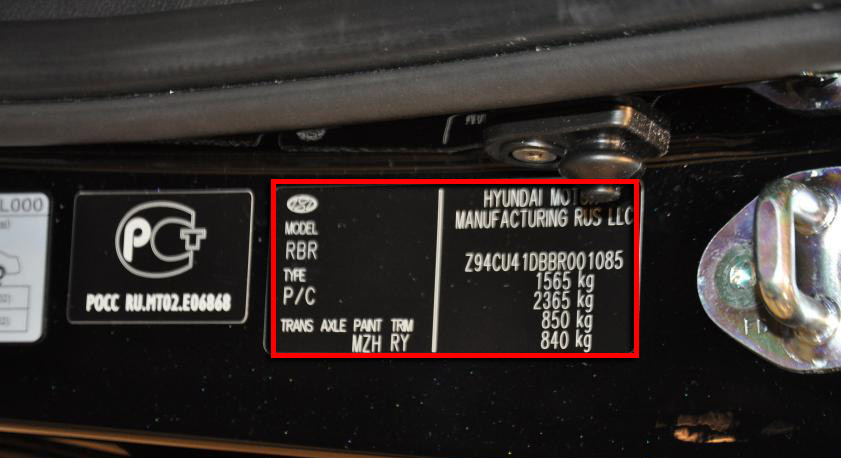 L000
РСТ
РОСС RU.MT02.E06868
MODEL
RBR
TYPE
P/C
TRANS AXLE PAINT TRIM
MZH RY
HYUNDAI MOTO
MANUFACTURING RUS LLC
Z94CU41DBBR001085
1565 kg
2365 kg
850 kg
840 kg